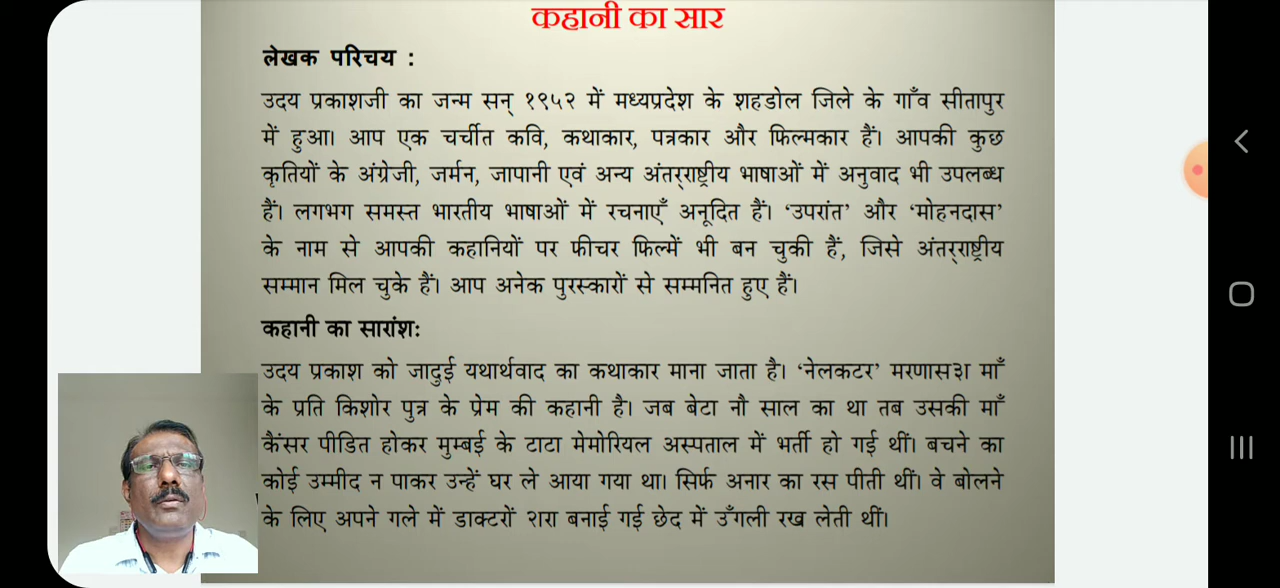 कहानी का सार
लेखक परिचय :
उदय प्रकाशजी का जन्म सन् १९५२ में मध्यप्रदेश के शहडोल जिले के गाँव सीतापुर
में हुआ। आप एक चर्चीत कवि, कथाकार, पत्रकार और फिल्मकार हैं। आपकी कुछ
कृतियों के अंग्रेजी, जर्मन, जापानी एवं अन्य अंतर्राष्ट्रीय भाषाओं में अनुवाद भी उपलब्ध
हैं। लगभग समस्त भारतीय भाषाओं में रचनाएँ अनूदित हैं। ‘उपरांत’ और ‘मोहनदास’
के नाम से आपकी कहानियों पर फीचर फिल्में भी बन चुकी हैं, जिसे अंतर्राष्ट्रीय
सम्मान मिल चुके हैं। आप अनेक पुरस्कारों से सम्मनित हुए हैं।
कहानी का सारांशः
उदय प्रकाश को जादुई यथार्थवाद का कथाकार माना जाता है। ‘नेलकटर’ मरणास३ा माँ
के प्रति किशोर पुत्र के प्रेम की कहानी है। जब बेटा नौ साल का था तब उसकी माँ
कैंसर पीडित होकर मुम्बई के टाटा मेमोरियल अस्पताल में भर्ती हो गई थीं। बचने का
कोई उम्मीद न पाकर उन्हें घर ले आया गया था। सिर्फ अनार का रस पीती थीं। वे बोलने
के लिए अपने गले में डाक्टरों २ारा बनाई गई छेद में उँगली रख लेती थीं।